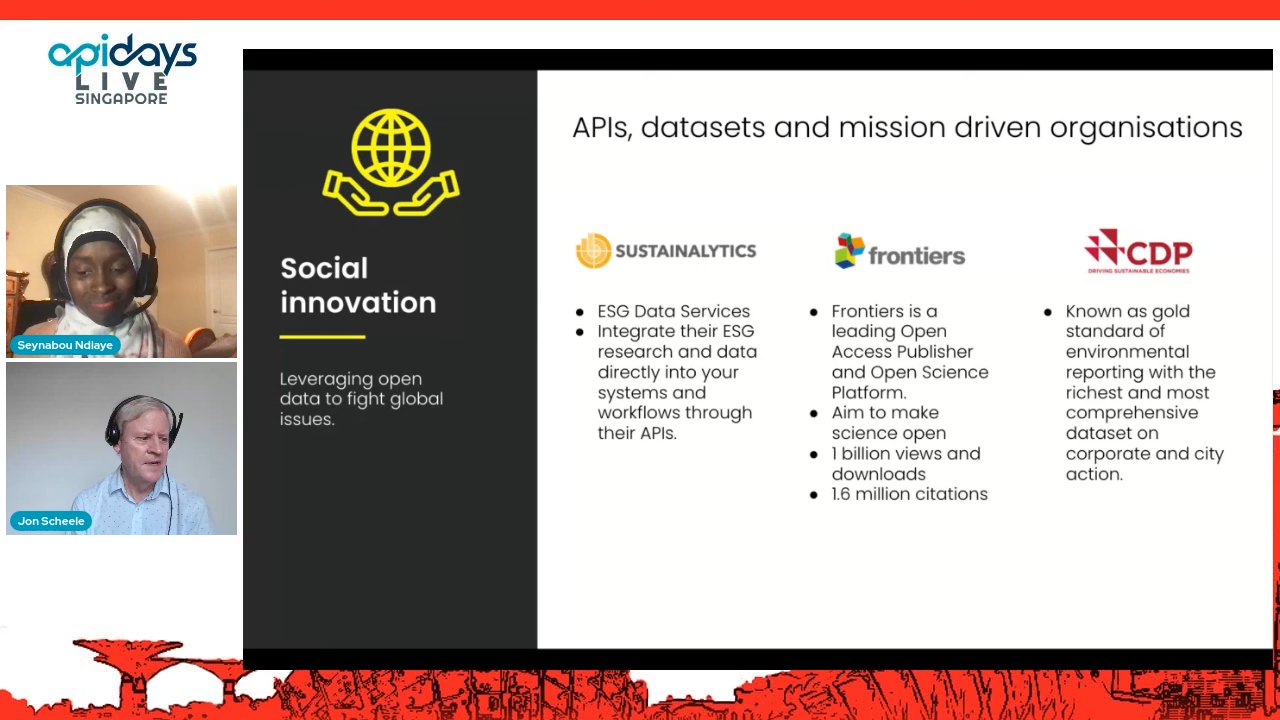 apidays
LIVE
SINGAPORE
Seynabou Ndiaye
Jon Scheele
Social
innovation
Leveraging open
data to fight global
issues.
APIs, datasets and mission driven organisations
SUSTAINALYTICS
● ESG Data Services
● Integrate their ESG
research and data
directly into your
systems and
workflows through
their APIs.
frontiers
● Frontiers is a
leading Open
Access Publisher
and Open Science
Platform.
● Aim to make
science open
● 1 billion views and
downloads
● 1.6 million citations
CDP
DRIVING SUSTAINABLE ECONOMIES
● Known as gold
standard of
environmental
reporting with the
richest and most
comprehensive
dataset on
corporate and city
action.